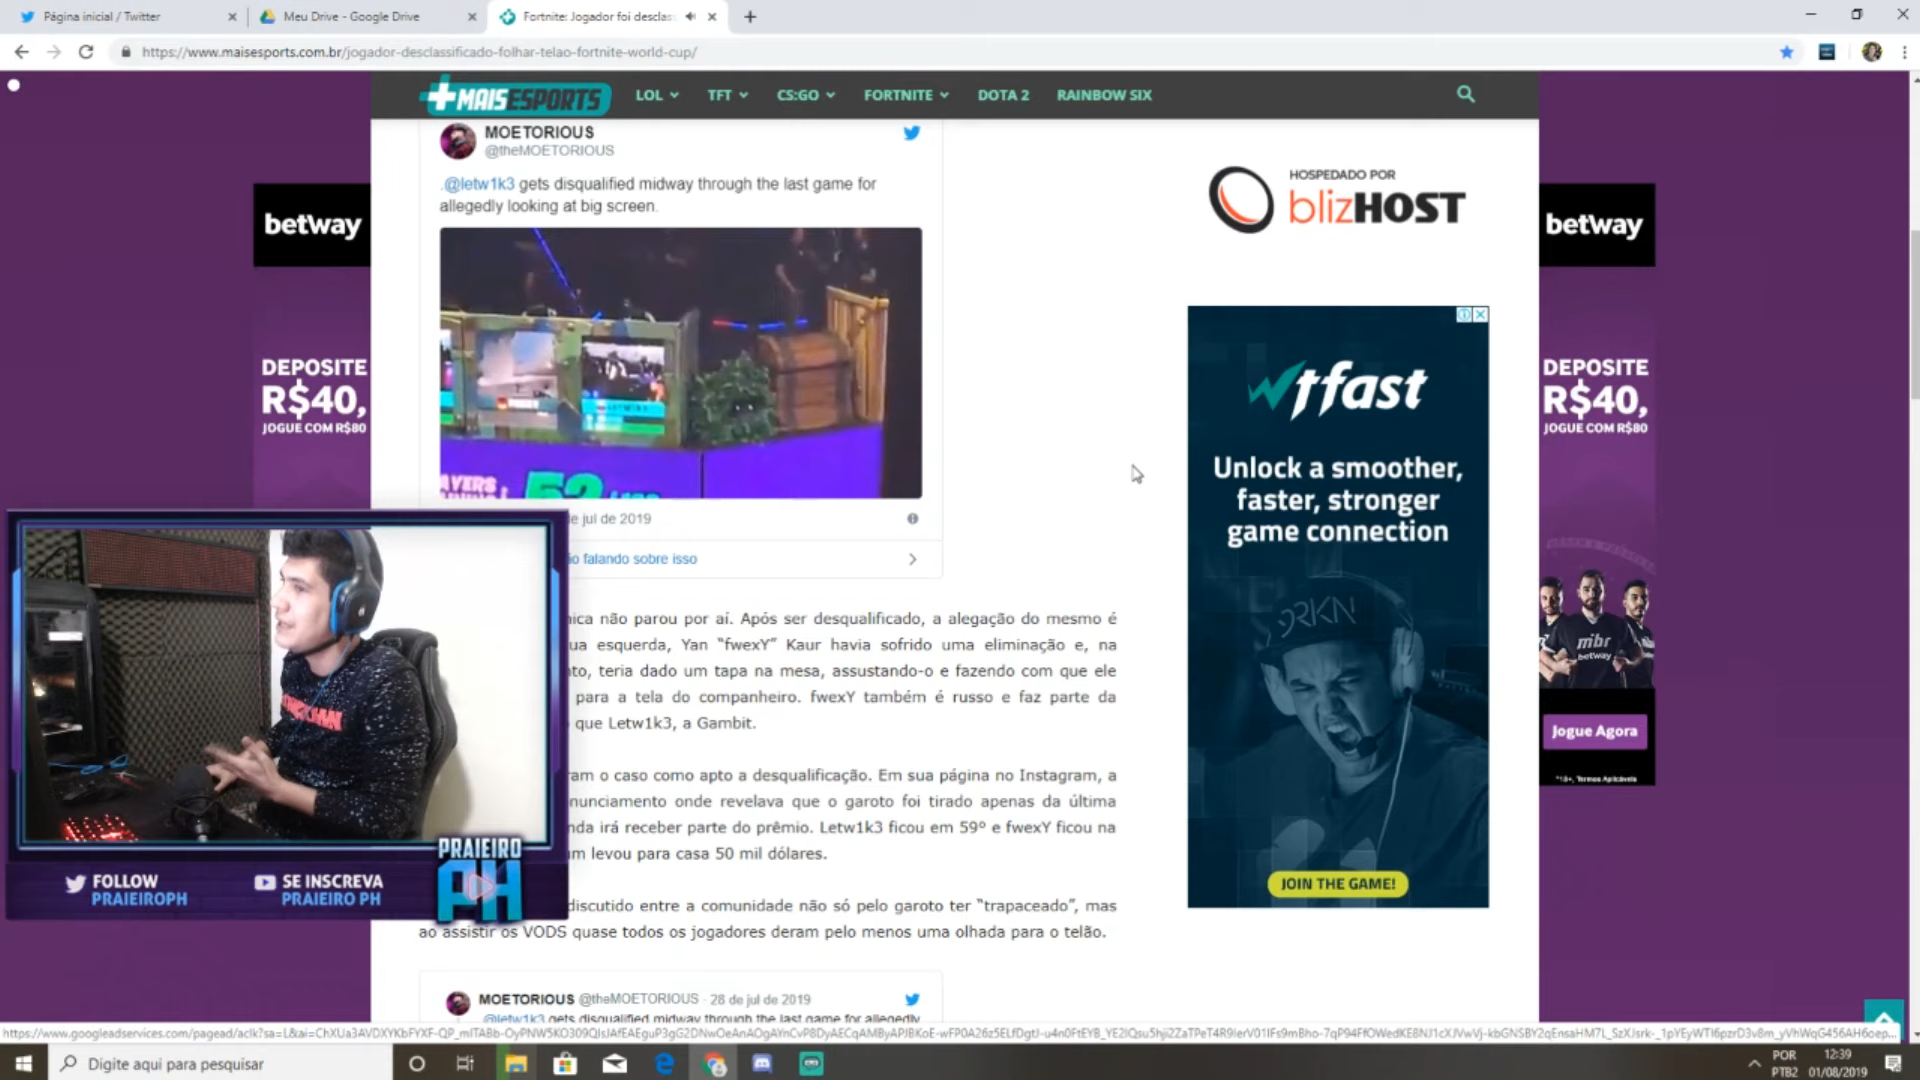 Página inicial / Twitter
Meu Drive - Google Drive
Fortnite: Jogador foi desclas
https://www.maisesports.com.br/jogador-desclassificado-folhar-telao-fortnite-world-cup/
MAISESPORTS
LOL
TFT
CS:GO
FORTNITE
DOTA 2
RAINBOW SIX
MOETORIOUS
@theMOETORIOUS
.@letw1k3 gets disqualified midway through the last game for
allegedly looking at big screen.
HOSPEDADO POR
blizHOST
betway
DEPOSITE
R$40,
JOGUE COM R$80
betway
DEPOSITE
R$40,
JOGUE COM R$80
mibr
betway
Jogue Agora
*18+, Termos Aplicáveis
wtfast
Unlock a smoother,
faster, stronger
game connection
DRKN
JOIN THE GAME!
52
de jul de 2019
o falando sobre isso
ica não parou por aí. Após ser desqualificado, a alegação do mesmo é
ua esquerda, Yan “fwexY” Kaur havia sofrido uma eliminação e, na
to, teria dado um tapa na mesa, assustando-o e fazendo com que ele
para a tela do companheiro. fwexY também é russo e faz parte da
que Letw1k3, a Gambit.
ram o caso como apto a desqualificação. Em sua página no Instagram, a
nunciamento onde revelava que o garoto foi tirado apenas da última
nda irá receber parte do prêmio. Letw1k3 ficou em 59º e fwexY ficou na
um levou para casa 50 mil dólares.
discutido entre a comunidade não só pelo garoto ter “trapaceado”, mas
ao assistir os VODS quase todos os jogadores deram pelo menos uma olhada para o telão.
MOETORIOUS @theMOETORIOUS · 28 de jul de 2019
.@letw1k3 gets disqualified midway through the last game for allegedly
FOLLOW
PRAIEIROPH
SE INSCREVA
PRAIEIRO PH
PRAIEIRO
PH
Digite aqui para pesquisar
POR
PTB2
12:39
01/08/2019